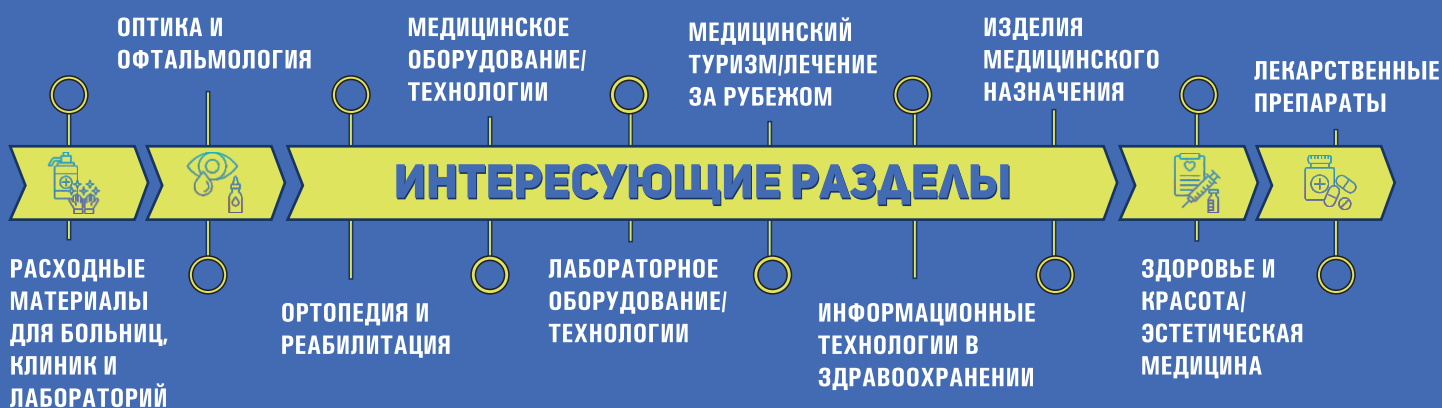 ОПТИКА И
ОФТАЛЬМОЛОГИЯ
МЕДИЦИНСКОЕ
ОБОРУДОВАНИЕ/
ТЕХНОЛОГИИ
МЕДИЦИНСКИЙ
ТУРИЗМ/ЛЕЧЕНИЕ
ЗА РУБЕЖОМ
ИЗДЕЛИЯ
МЕДИЦИНСКОГО
НАЗНАЧЕНИЯ
ЛЕКАРСТВЕННЫЕ
ПРЕПАРАТЫ
ИНТЕРЕСУЮЩИЕ РАЗДЕЛЫ
РАСХОДНЫЕ
МАТЕРИАЛЫ
ДЛЯ БОЛЬНИЦ,
КЛИНИК И
ЛАБОРАТОРИЙ
ОРТОПЕДИЯ И
РЕАБИЛИТАЦИЯ
ЛАБОРАТОРНОЕ
ОБОРУДОВАНИЕ/
ТЕХНОЛОГИИ
ИНФОРМАЦИОННЫЕ
ТЕХНОЛОГИИ В
ЗДРАВООХРАНЕНИИ
ЗДОРОВЬЕ И
КРАСОТА/
ЭСТЕТИЧЕСКАЯ
МЕДИЦИНА